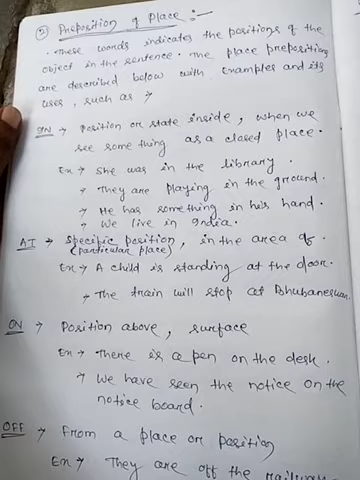 ⑤ Preposition of Place :-
· These words indicates the positions of the
object in the sentence. The place prepositions
are described below with examples and its
uses, such as →
IN → Position or state inside, when we
see something as a closed place.
Ex → She was in the library.
→ They are playing in the ground.
→ He has something in his hand.
→ We live in India.
AT → Specific position, in the area of.
(particular place)
Ex → A child is standing at the door.
→ The train will stop at Bhubaneswar.
ON → Position above, surface
Ex → There is a pen on the desk.
→ We have seen the notice on the
notice board.
OFF → From a place or position
Ex → They are off the railway